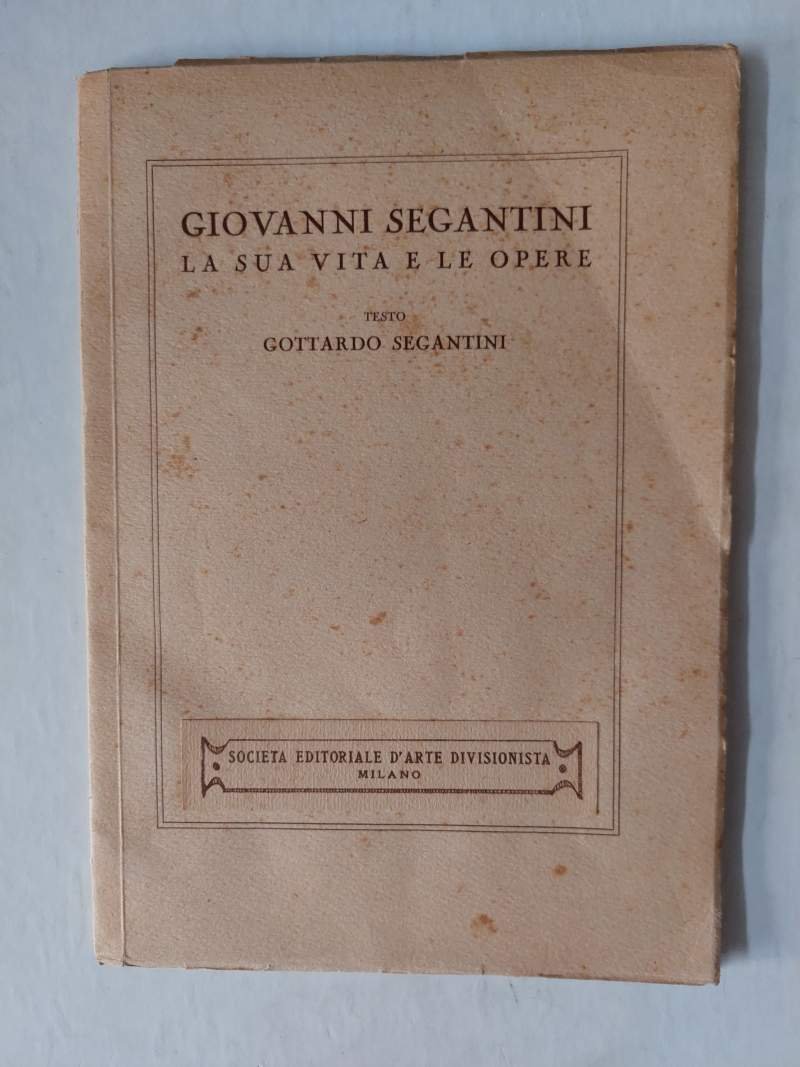 GIOVANNI SEGANTINI
LA SUA VITA E LE OPERE
TESTO
GOTTARDO SEGANTINI
SOCIETA EDITORIALE D'ARTE DIVISIONISTA
MILANO